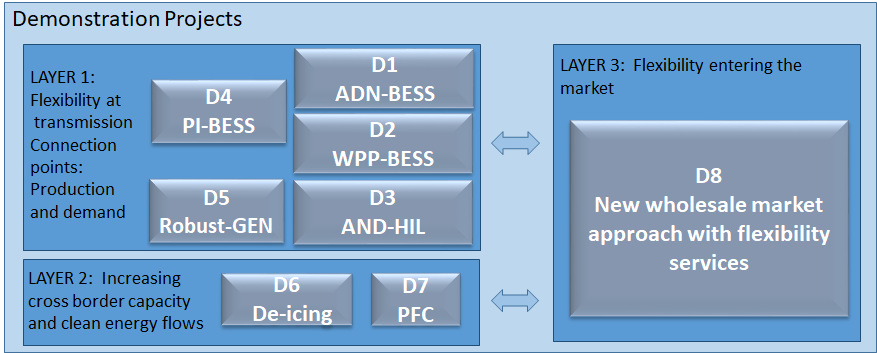 Demonstration Projects
LAYER 1:
Flexibility at
transmission
Connection
points:
Production
and demand
D4
PI-BESS
D1
ADN-BESS
D2
WPP-BESS
D5
Robust-GEN
D3
AND-HIL
LAYER 2: Increasing
cross border capacity
and clean energy flows
D6
De-icing
D7
PFC
LAYER 3: Flexibility entering the
market
D8
New wholesale market
approach with flexibility
services